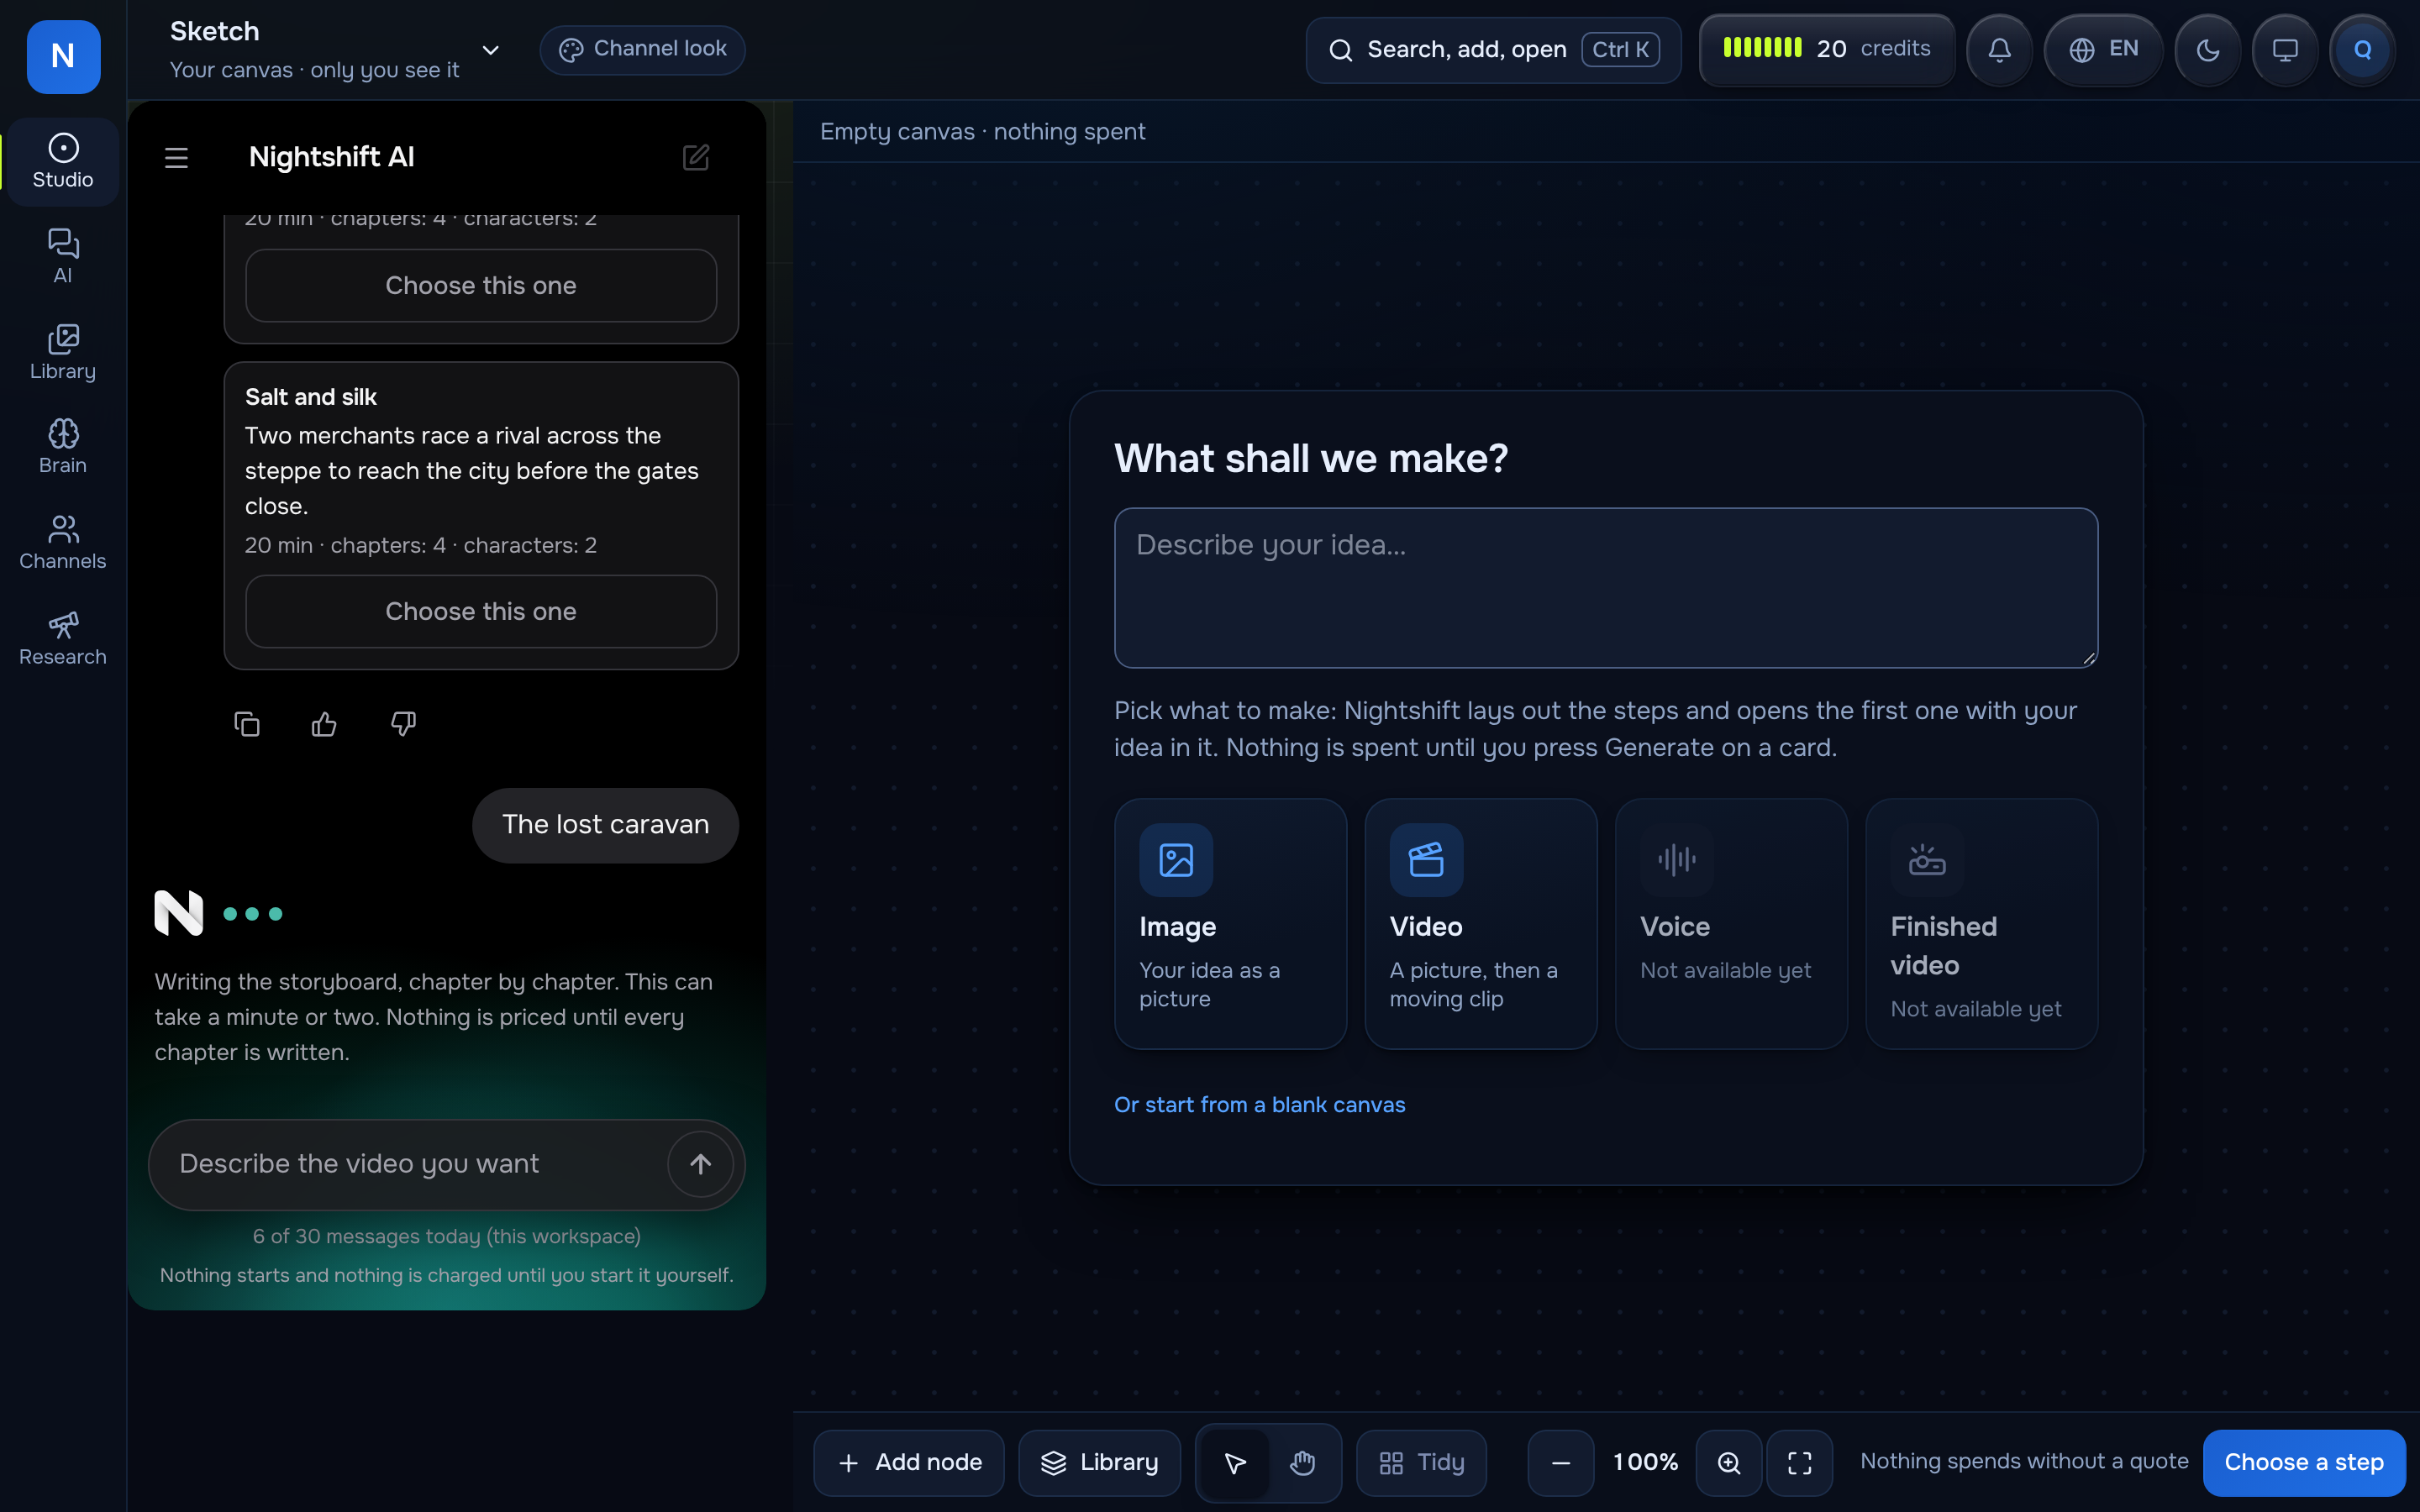 N
Sketch
Your canvas · only you see it
Channel look
Search, add, open Ctrl K
20 credits
EN
Q
Studio
AI
Library
Brain
Channels
Research
Nightshift AI
20 min · chapters: 4 · characters: 2
Choose this one
Salt and silk
Two merchants race a rival across the
steppe to reach the city before the gates
close.
20 min · chapters: 4 · characters: 2
Choose this one
The lost caravan
N
Writing the storyboard, chapter by chapter. This can
take a minute or two. Nothing is priced until every
chapter is written.
Describe the video you want
6 of 30 messages today (this workspace)
Nothing starts and nothing is charged until you start it yourself.
Empty canvas · nothing spent
What shall we make?
Describe your idea...
Pick what to make: Nightshift lays out the steps and opens the first one with your
idea in it. Nothing is spent until you press Generate on a card.
Image
Your idea as a
picture
Video
A picture, then a
moving clip
Voice
Not available yet
Finished
video
Not available yet
Or start from a blank canvas
Add node
Library
Tidy
100%
Nothing spends without a quote
Choose a step